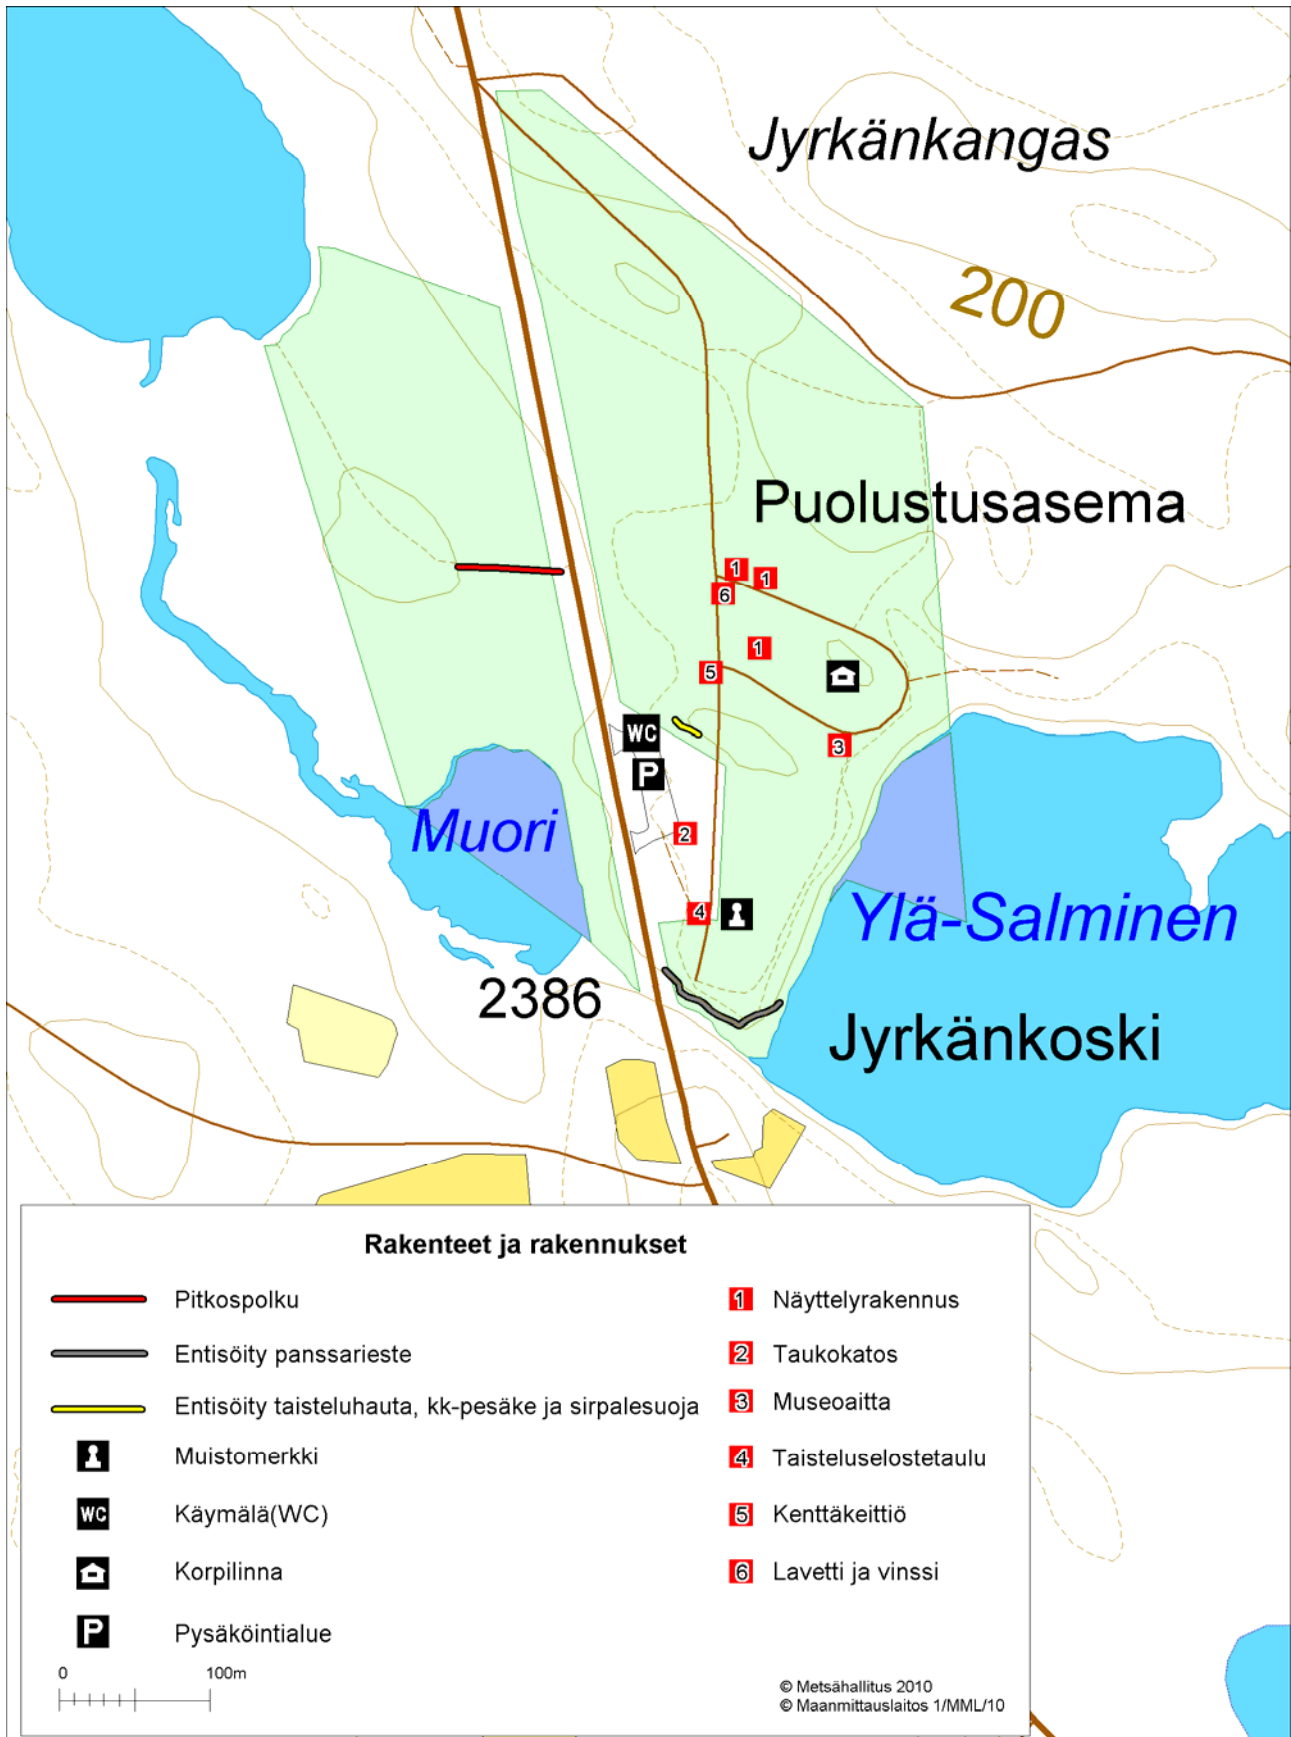 Jyrkänkangas
200
Puolustusasema
1
1
6
1
5
3
WC
P
2
Muori
4
Ylä-Salminen
2386
Jyrkänkoski
Rakenteet ja rakennukset
Pitkospolku
Entisöity panssarieste
Entisöity taisteluhauta, kk-pesäke ja sirpalesuoja
Muistomerkki
WC Käymälä(WC)
Korpilinna
P Pysäköintialue
0 100m
1 Näyttelyrakennus
2 Taukokatos
3 Museoaitta
4 Taisteluselostetaulu
5 Kenttäkeittiö
6 Lavetti ja vinssi
© Metsähallitus 2010
© Maanmittauslaitos 1/MML/10